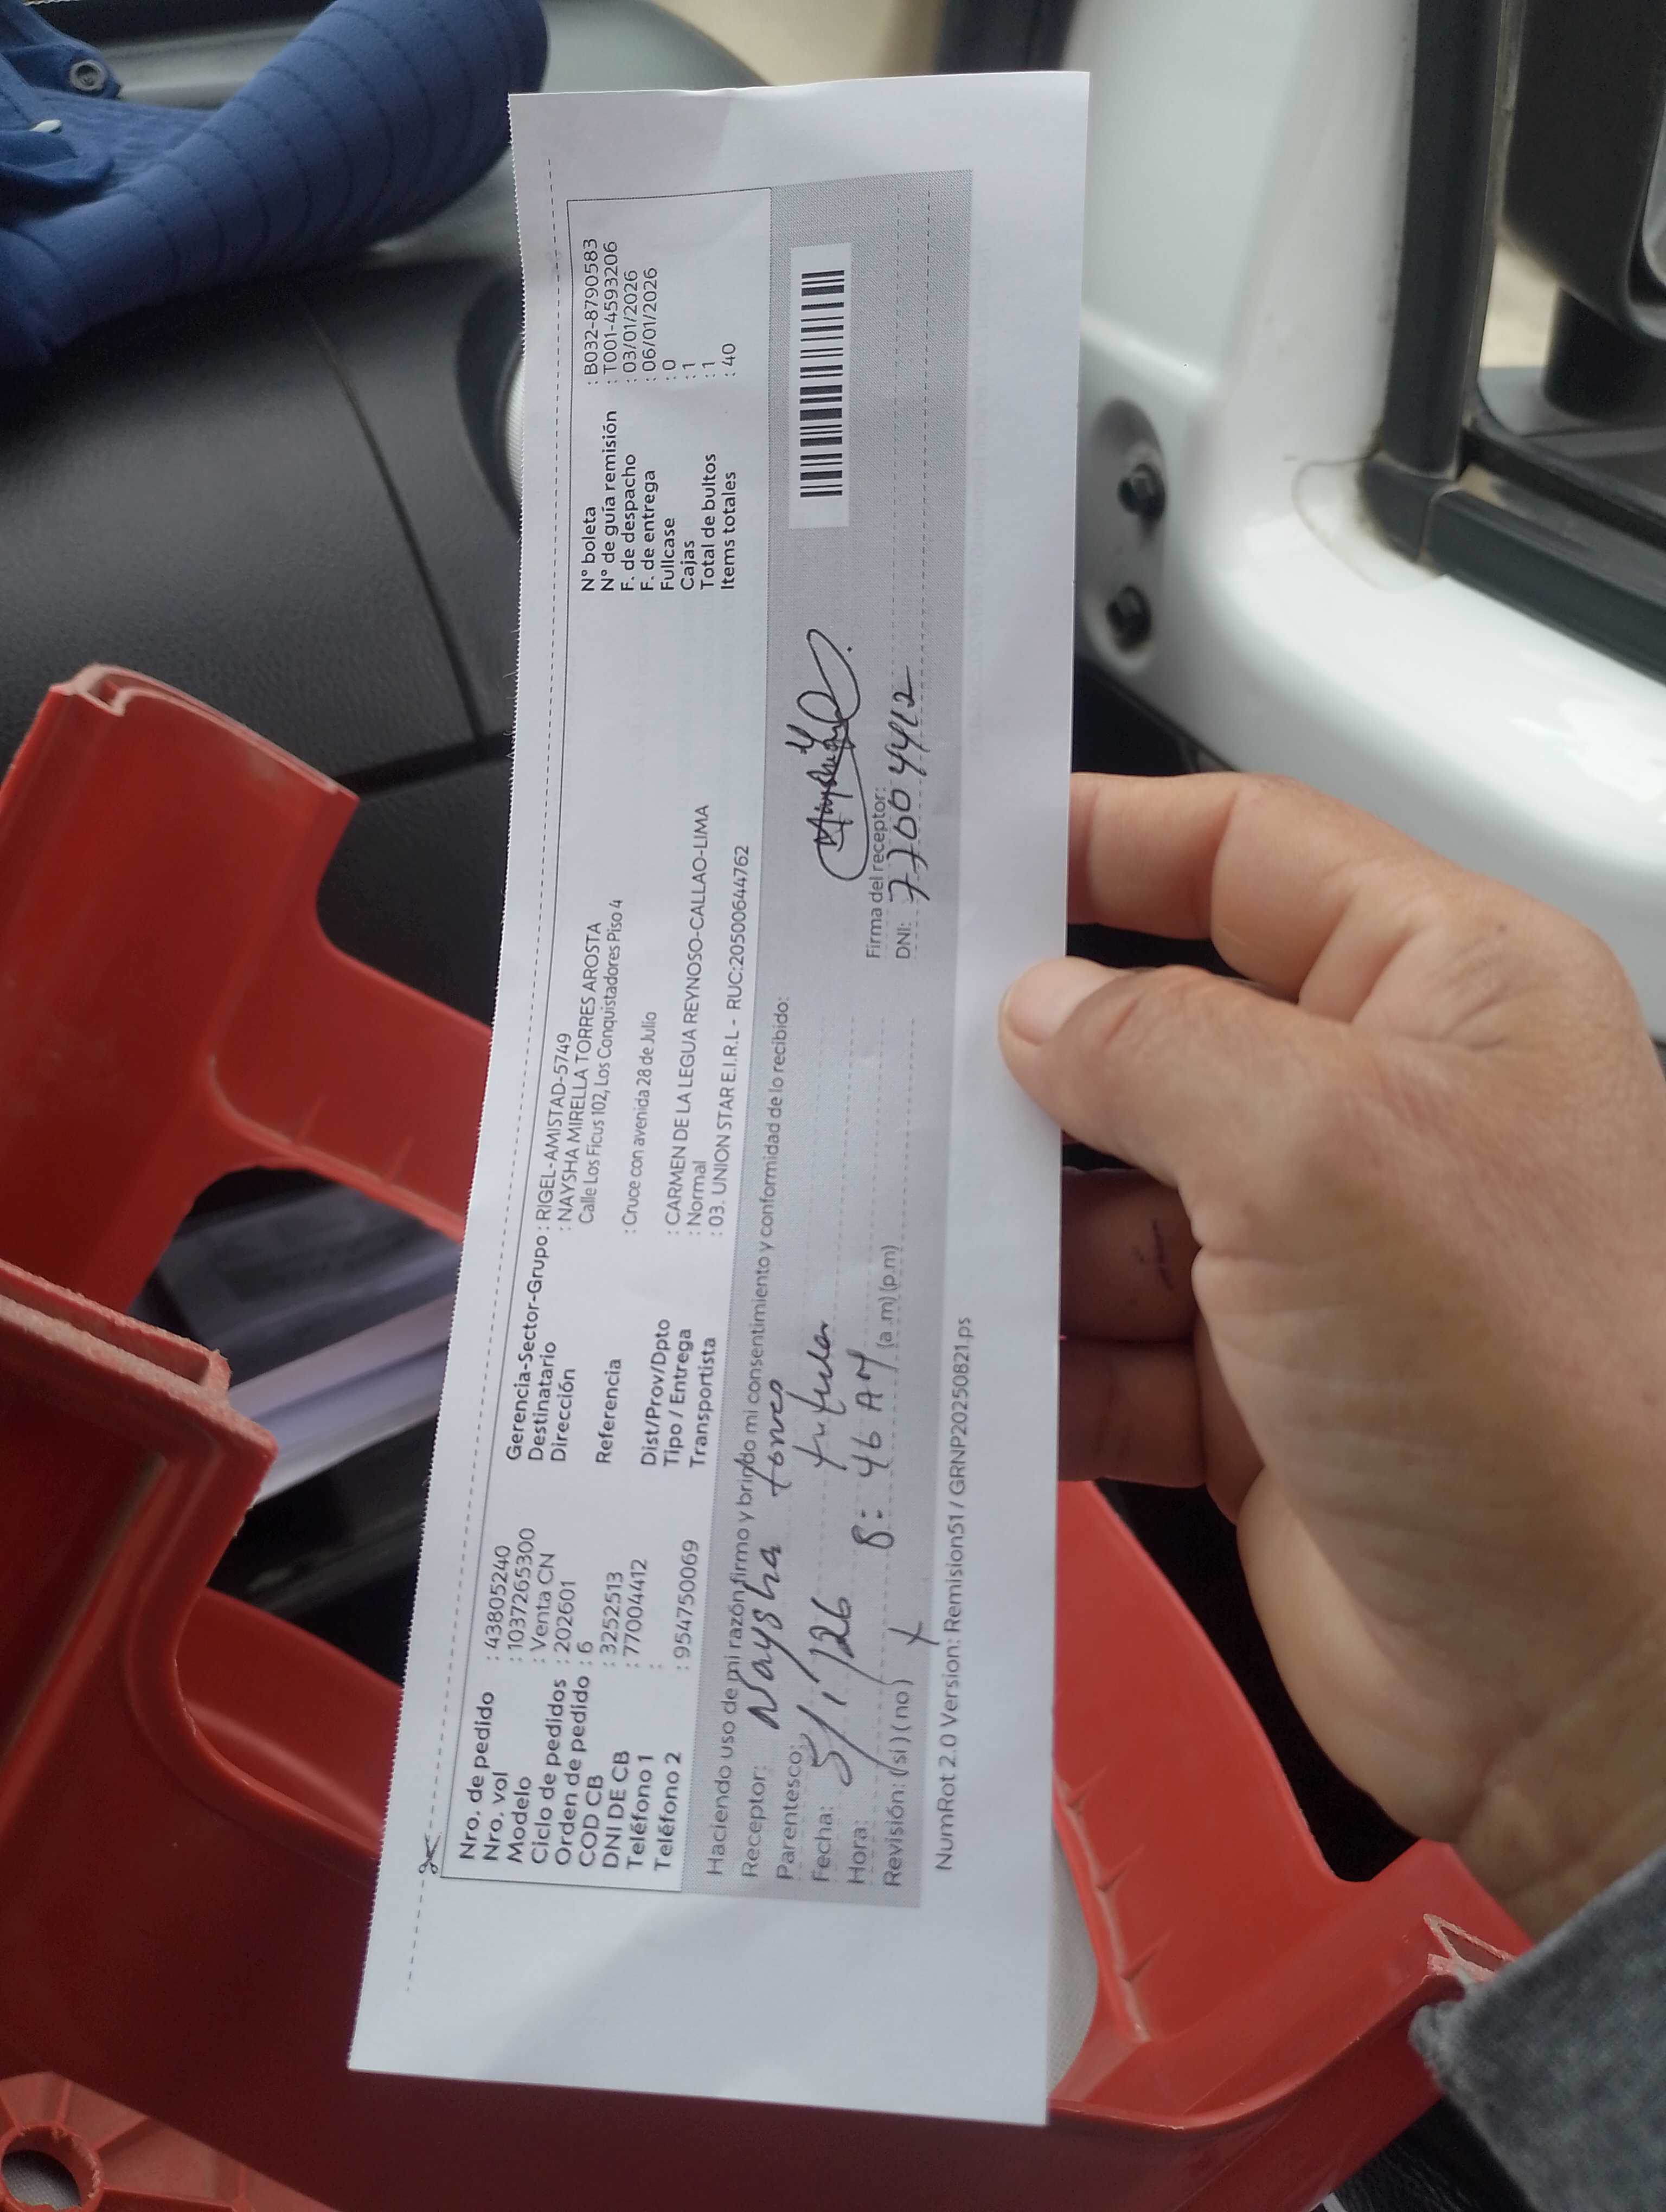 Nro. de pedido : 43805240
Nro. vol : 1037265300
Modelo : Venta CN
Ciclo de pedidos : 202601
Orden de pedido : 6
COD CB : 3252513
DNI DE CB : 77004412
Teléfono 1 :
Teléfono 2 : 954750069
Gerencia-Sector-Grupo : RIGEL-AMISTAD-5749
Destinatario : NAYSHA MIRELLA TORRES AROSTA
Dirección Calle Los Ficus 102, Los Conquistadores Piso 4
Referencia : Cruce con avenida 28 de Julio
Dist/Prov/Dpto : CARMEN DE LA LEGUA REYNOSO-CALLAO-LIMA
Tipo / Entrega : Normal
Transportista : 03. UNION STAR E.I.R.L - RUC:20500644762
N° boleta : B032-8790583
N° de guía remisión : T001-4593206
F. de despacho : 03/01/2026
F. de entrega : 06/01/2026
Fullcase : 0
Cajas : 1
Total de bultos : 1
Items totales : 40
Haciendo uso de mi razón firmo y brindo mi consentimiento y conformidad de lo recibido:
Receptor: Naysha torres
Parentesco: titular
Fecha: 5/1/26
Hora: 8:46 AM (a.m) (p.m)
Revisión: (si) (no) X
Firma del receptor:
DNI: 77004412
NumRot 2.0 Version: Remision51 / GRNP20250821.ps